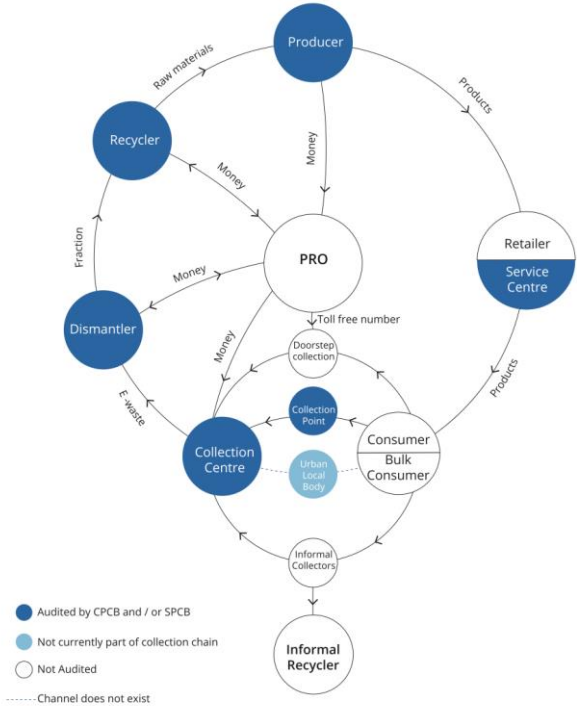 Producer
Raw materials
Products
Recycler
Money
Money
PRO
Retailer
Service
Centre
Fraction
Money
Dismantler
Toll free number
Money
Doorstep
collection
Products
E -waste
Collection
Point
Consumer
Bulk
Consumer
Collection
Centre
Urban
Local
Body
Informal
Collectors
Informal
Recycler
Audited by CPCB and / or SPCB
Not currently part of collection chain
Not Audited
Channel does not exist